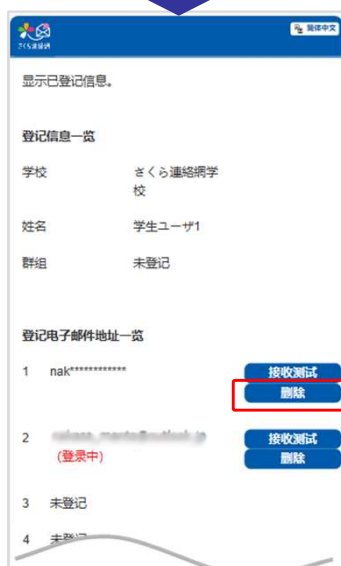 さくら連絡網
简体中文
显示已登记信息。
登记信息一览
学校 さくら連絡網学
校
姓名 学生ユーザ1
群组 未登记
登记电子邮件地址一览
1 nak************ 接收测试
删除
2 接收测试
(登录中) 删除
3 未登记
4 未登记